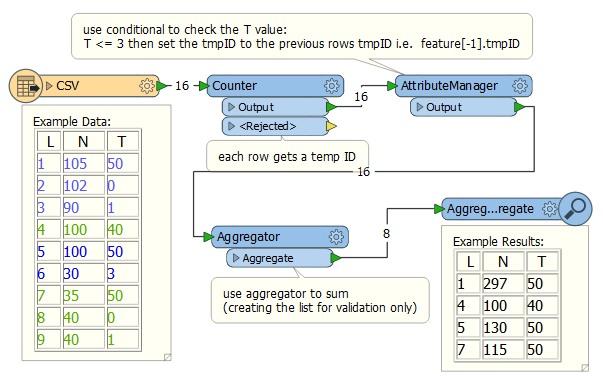 use conditional to check the T value:
T <= 3 then set the tmpID to the previous rows tmpID i.e.  feature[-1].tmpID
CSV
16
Counter
Output
<Rejected>
16
AttributeManager
Output
each row gets a temp ID
16
Example Data:
L N T
1 105 50
2 102 0
3 90 1
4 100 40
5 100 50
6 30 3
7 35 50
8 40 0
9 40 1
Aggregator
Aggregate
8
Aggreg...regate
use aggregator to sum
(creating the list for validation only)
Example Results:
L N T
1 297 50
4 100 40
5 130 50
7 115 50